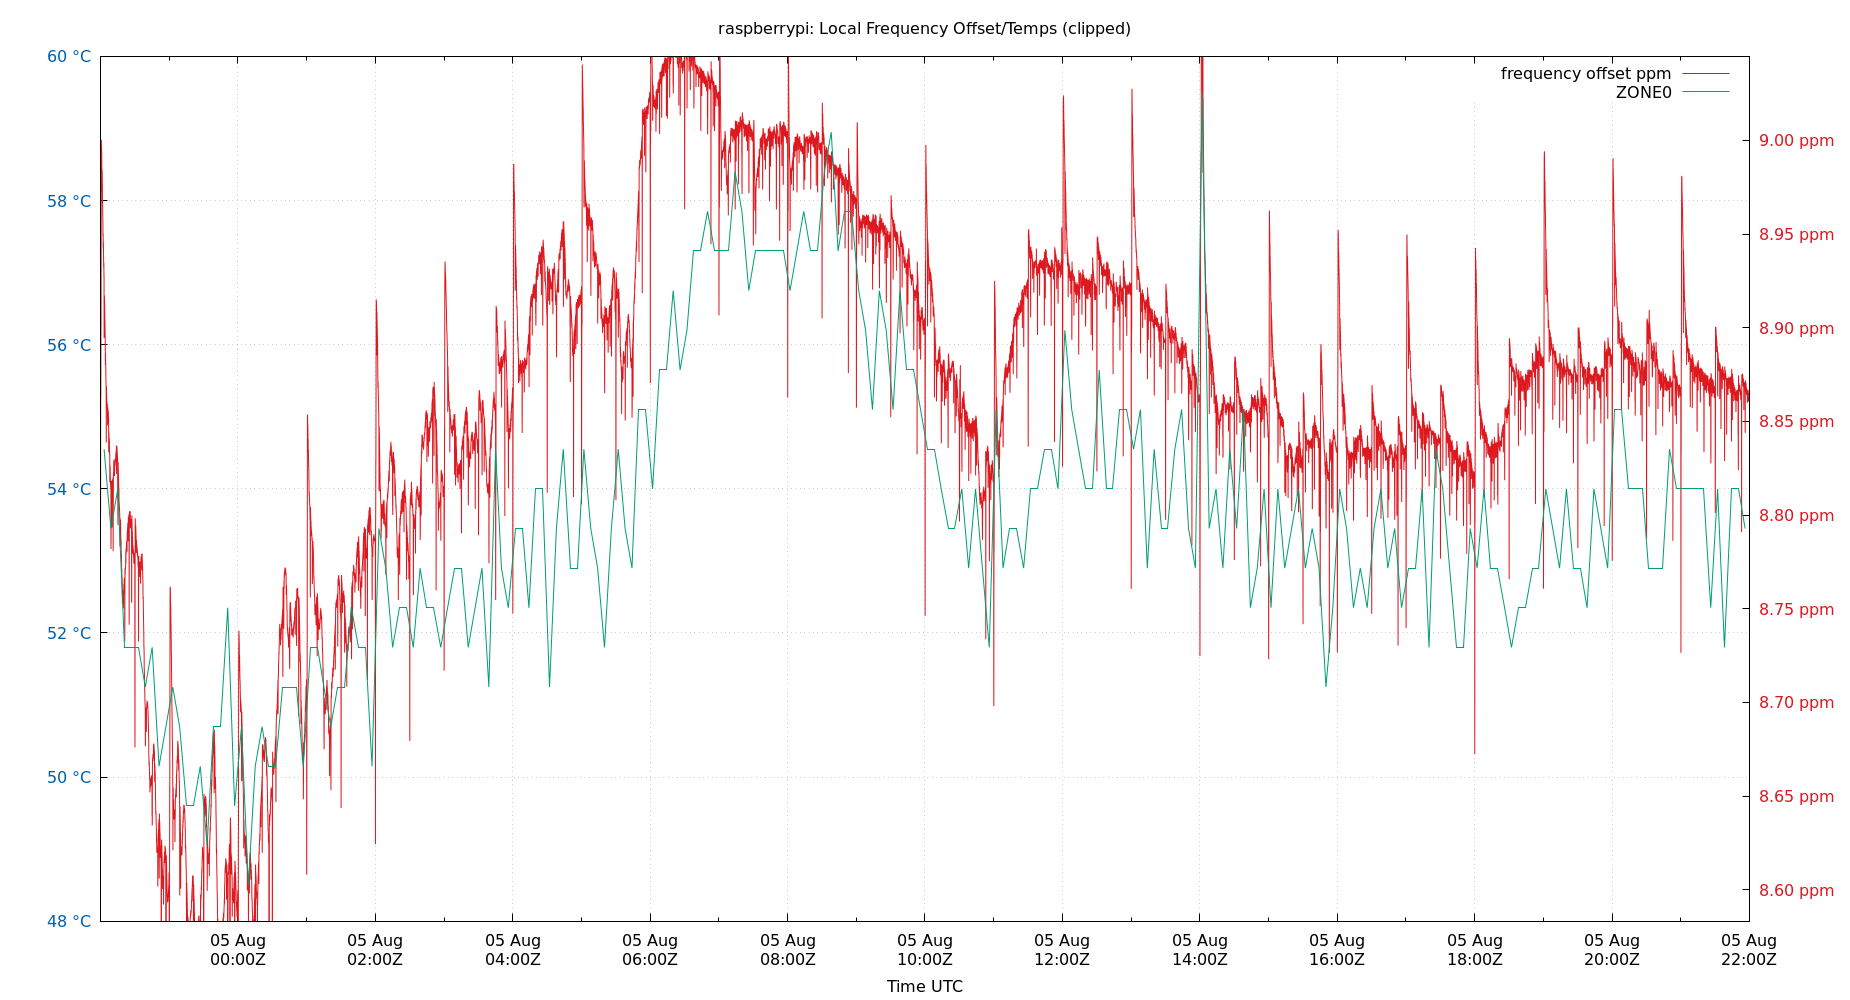 raspberrypi: Local Frequency Offset/Temps (clipped)
frequency offset ppm
ZONE0
60 °C
58 °C
56 °C
54 °C
52 °C
50 °C
48 °C
9.00 ppm
8.95 ppm
8.90 ppm
8.85 ppm
8.80 ppm
8.75 ppm
8.70 ppm
8.65 ppm
8.60 ppm
05 Aug 05 Aug 05 Aug 05 Aug 05 Aug 05 Aug 05 Aug 05 Aug 05 Aug 05 Aug 05 Aug 05 Aug
00:00Z 02:00Z 04:00Z 06:00Z 08:00Z 10:00Z 12:00Z 14:00Z 16:00Z 18:00Z 20:00Z 22:00Z
Time UTC